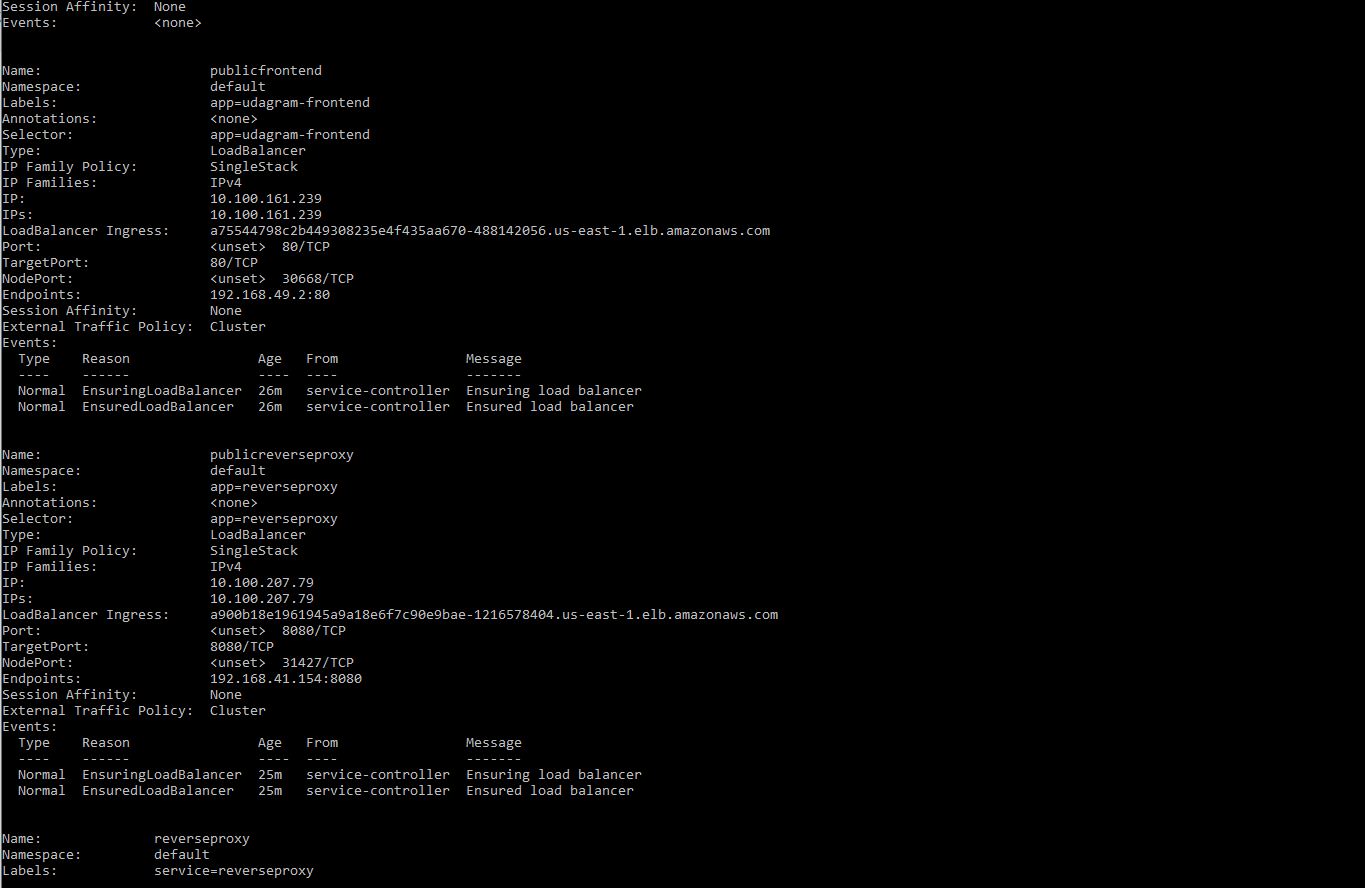 Session Affinity:  None
Events:            <none>
Name:                     publicfrontend
Namespace:                default
Labels:                   app=udagram-frontend
Annotations:              <none>
Selector:                 app=udagram-frontend
Type:                     LoadBalancer
IP Family Policy:         SingleStack
IP Families:              IPv4
IP:                       10.100.161.239
IPs:                      10.100.161.239
LoadBalancer Ingress:     a75544798c2b449308235e4f435aa670-488142056.us-east-1.elb.amazonaws.com
Port:                     <unset>  80/TCP
TargetPort:               80/TCP
NodePort:                 <unset>  30668/TCP
Endpoints:                192.168.49.2:80
Session Affinity:         None
External Traffic Policy:  Cluster
Events:
  Type    Reason                Age   From                Message
  ----    ------                ----  ----                -------
  Normal  EnsuringLoadBalancer  26m   service-controller  Ensuring load balancer
  Normal  EnsuredLoadBalancer   26m   service-controller  Ensured load balancer
Name:                     publicreverseproxy
Namespace:                default
Labels:                   app=reverseproxy
Annotations:              <none>
Selector:                 app=reverseproxy
Type:                     LoadBalancer
IP Family Policy:         SingleStack
IP Families:              IPv4
IP:                       10.100.207.79
IPs:                      10.100.207.79
LoadBalancer Ingress:     a900b18e1961945a9a18e6f7c90e9bae-1216578404.us-east-1.elb.amazonaws.com
Port:                     <unset>  8080/TCP
TargetPort:               8080/TCP
NodePort:                 <unset>  31427/TCP
Endpoints:                192.168.41.154:8080
Session Affinity:         None
External Traffic Policy:  Cluster
Events:
  Type    Reason                Age   From                Message
  ----    ------                ----  ----                -------
  Normal  EnsuringLoadBalancer  25m   service-controller  Ensuring load balancer
  Normal  EnsuredLoadBalancer   25m   service-controller  Ensured load balancer
Name:              reverseproxy
Namespace:         default
Labels:            service=reverseproxy